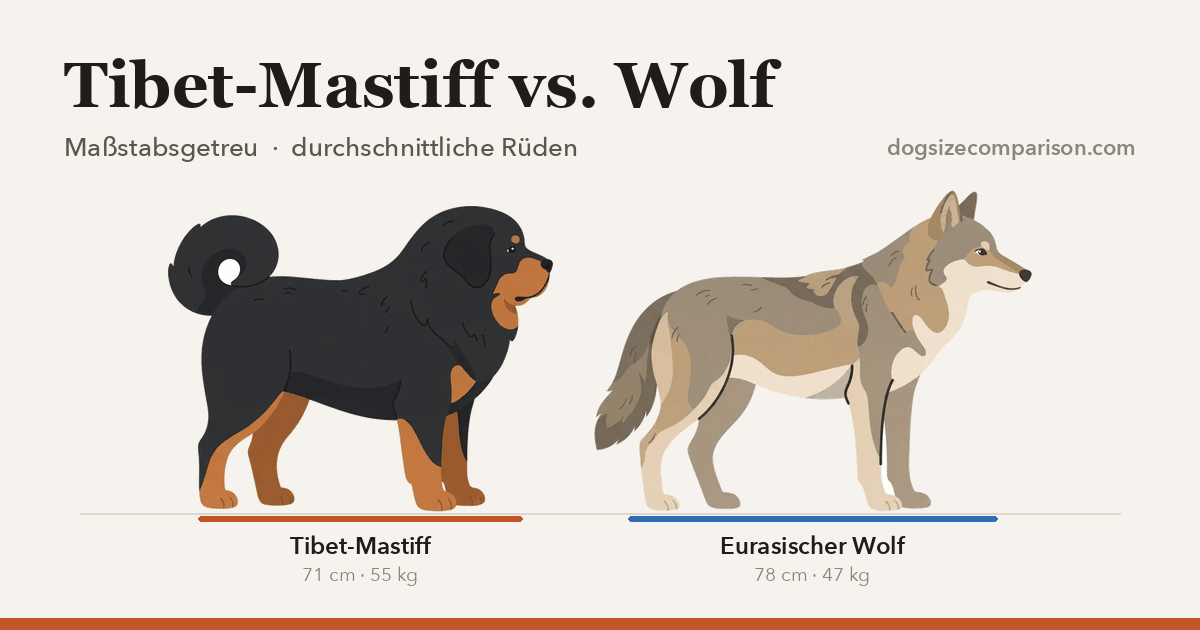 Tibet-Mastiff vs. Wolf
Maßstabsgetreu · durchschnittliche Rüden
dogsizecomparison.com
Tibet-Mastiff
71 cm · 55 kg
Eurasischer Wolf
78 cm · 47 kg